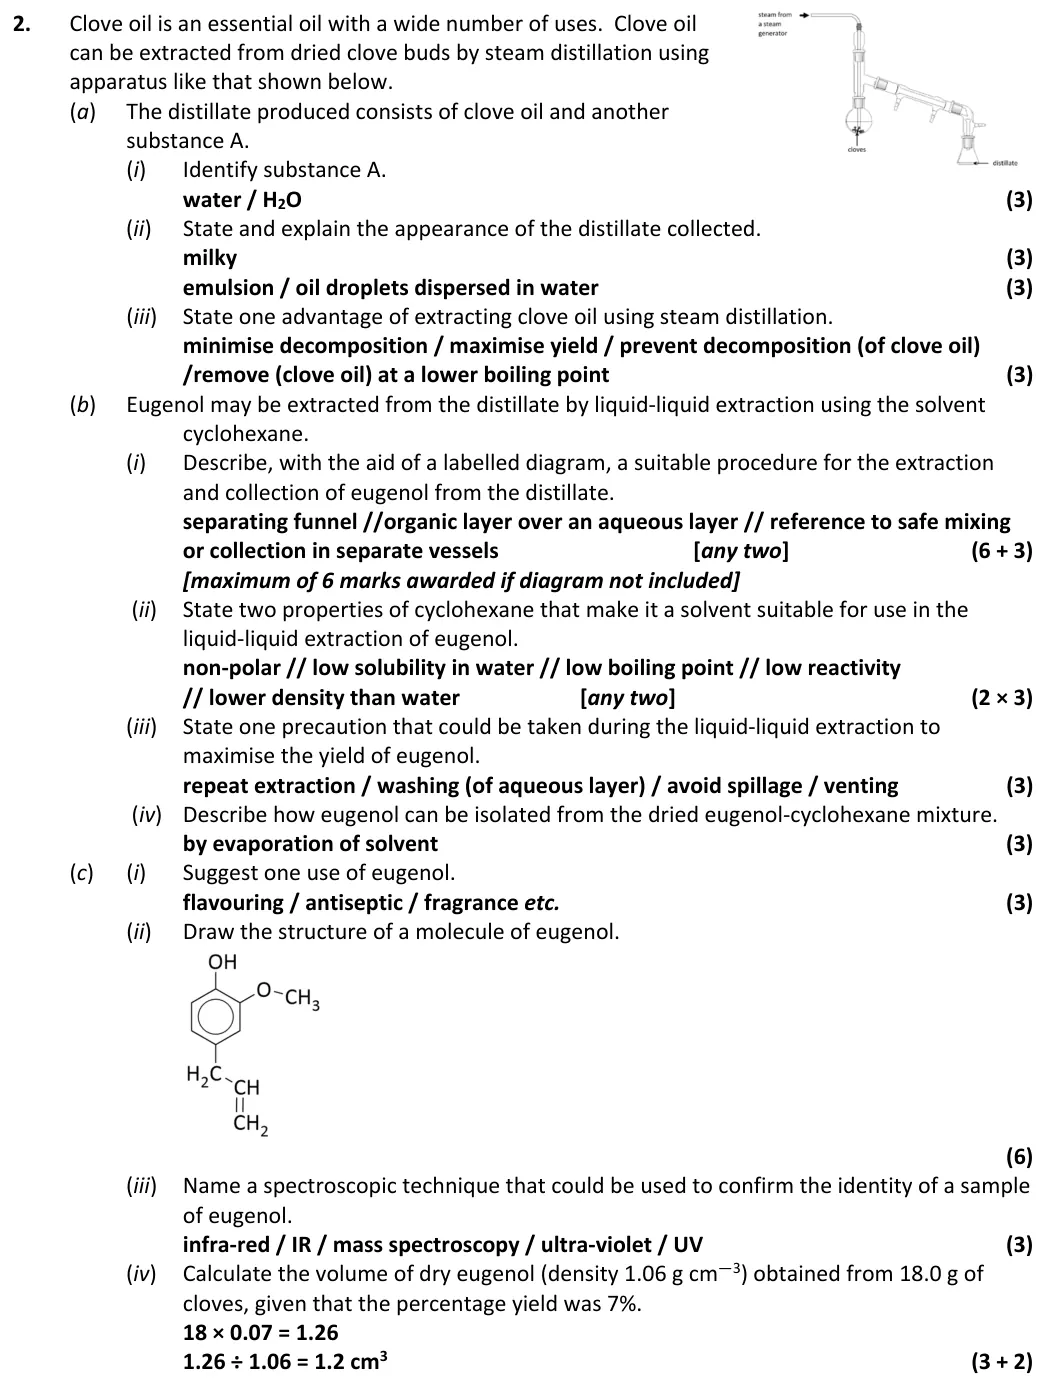 2. Clove oil is an essential oil with a wide number of uses. Clove oil
can be extracted from dried clove buds by steam distillation using
apparatus like that shown below.
steam from
a steam
generator
cloves
distillate
(a) The distillate produced consists of clove oil and another
substance A.
(i) Identify substance A.
water / H₂O (3)
(ii) State and explain the appearance of the distillate collected.
milky (3)
emulsion / oil droplets dispersed in water (3)
(iii) State one advantage of extracting clove oil using steam distillation.
minimise decomposition / maximise yield / prevent decomposition (of clove oil)
/remove (clove oil) at a lower boiling point (3)
(b) Eugenol may be extracted from the distillate by liquid-liquid extraction using the solvent
cyclohexane.
(i) Describe, with the aid of a labelled diagram, a suitable procedure for the extraction
and collection of eugenol from the distillate.
separating funnel //organic layer over an aqueous layer // reference to safe mixing
or collection in separate vessels [any two] (6 + 3)
[maximum of 6 marks awarded if diagram not included]
(ii) State two properties of cyclohexane that make it a solvent suitable for use in the
liquid-liquid extraction of eugenol.
non-polar // low solubility in water // low boiling point // low reactivity
// lower density than water [any two] (2 × 3)
(iii) State one precaution that could be taken during the liquid-liquid extraction to
maximise the yield of eugenol.
repeat extraction / washing (of aqueous layer) / avoid spillage / venting (3)
(iv) Describe how eugenol can be isolated from the dried eugenol-cyclohexane mixture.
by evaporation of solvent (3)
(c) (i) Suggest one use of eugenol.
flavouring / antiseptic / fragrance etc. (3)
(ii) Draw the structure of a molecule of eugenol.
OH
O-CH₃
H₂C
CH
CH₂
(6)
(iii) Name a spectroscopic technique that could be used to confirm the identity of a sample
of eugenol.
infra-red / IR / mass spectroscopy / ultra-violet / UV (3)
(iv) Calculate the volume of dry eugenol (density 1.06 g cm⁻³) obtained from 18.0 g of
cloves, given that the percentage yield was 7%.
18 × 0.07 = 1.26
1.26 ÷ 1.06 = 1.2 cm³ (3 + 2)